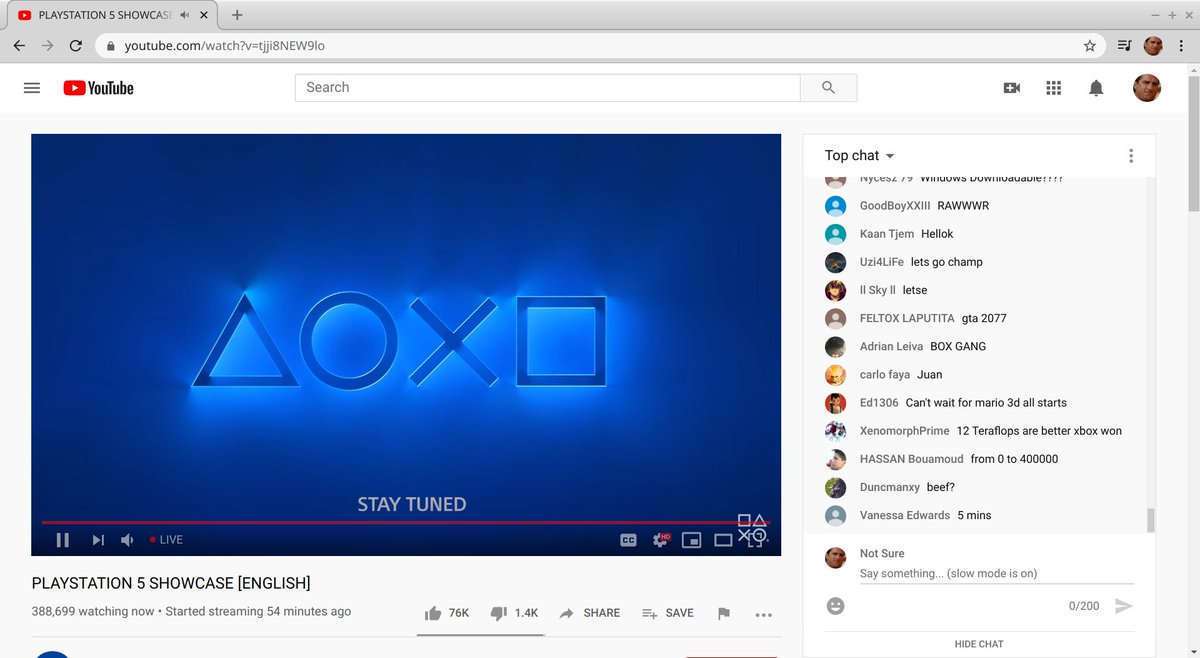 PLAYSTATION 5 SHOWCASE
youtube.com/watch?v=tjji8NEW9lo
YouTube
Search
STAY TUNED
LIVE
CC
HD
PLAYSTATION 5 SHOWCASE [ENGLISH]
388,699 watching now • Started streaming 54 minutes ago
76K 1.4K SHARE SAVE
Top chat
Nycesz 79 Windows Downloadable????
GoodBoyXXIII RAWWWR
Kaan Tjem Hellok
Uzi4LiFe lets go champ
ll Sky ll letse
FELTOX LAPUTITA gta 2077
Adrian Leiva BOX GANG
carlo faya Juan
Ed1306 Can't wait for mario 3d all starts
XenomorphPrime 12 Teraflops are better xbox won
HASSAN Bouamoud from 0 to 400000
Duncmanxy beef?
Vanessa Edwards 5 mins
Not Sure
Say something... (slow mode is on)
0/200
HIDE CHAT